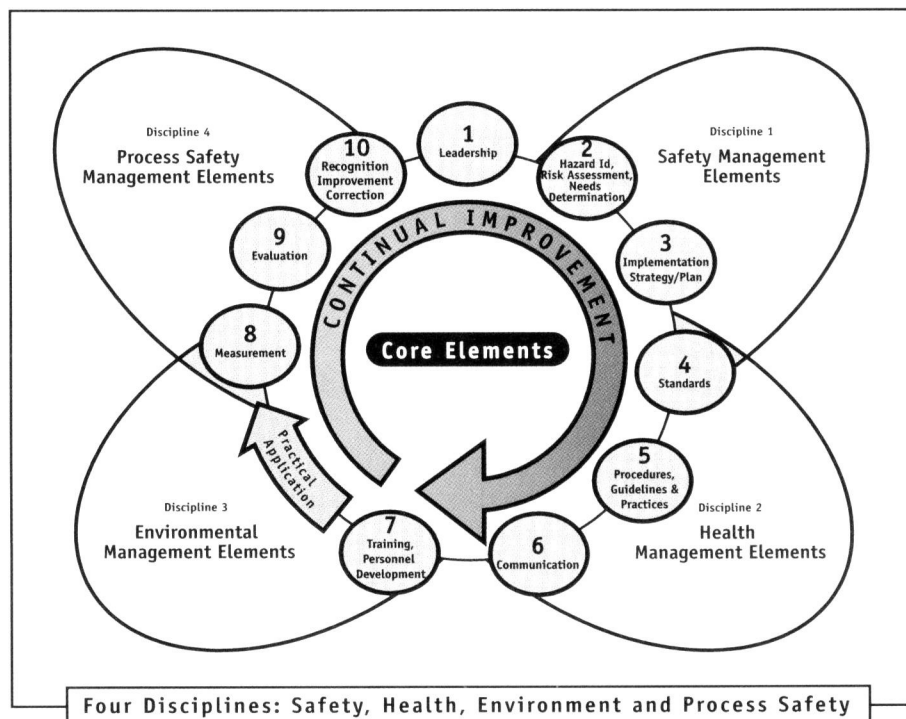 Discipline 4
Process Safety
Management Elements
Discipline 1
Safety Management
Elements
1
Leadership
2
Hazard Id,
Risk Assessment,
Needs
Determination
3
Implementation
Strategy/Plan
4
Standards
5
Procedures,
Guidelines &
Practices
6
Communication
7
Training,
Personnel
Development
Practical
Application
8
Measurement
9
Evaluation
10
Recognition
Improvement
Correction
CONTINUAL IMPROVEMENT
Core Elements
Discipline 3
Environmental
Management Elements
Discipline 2
Health
Management Elements
Four Disciplines: Safety, Health, Environment and Process Safety